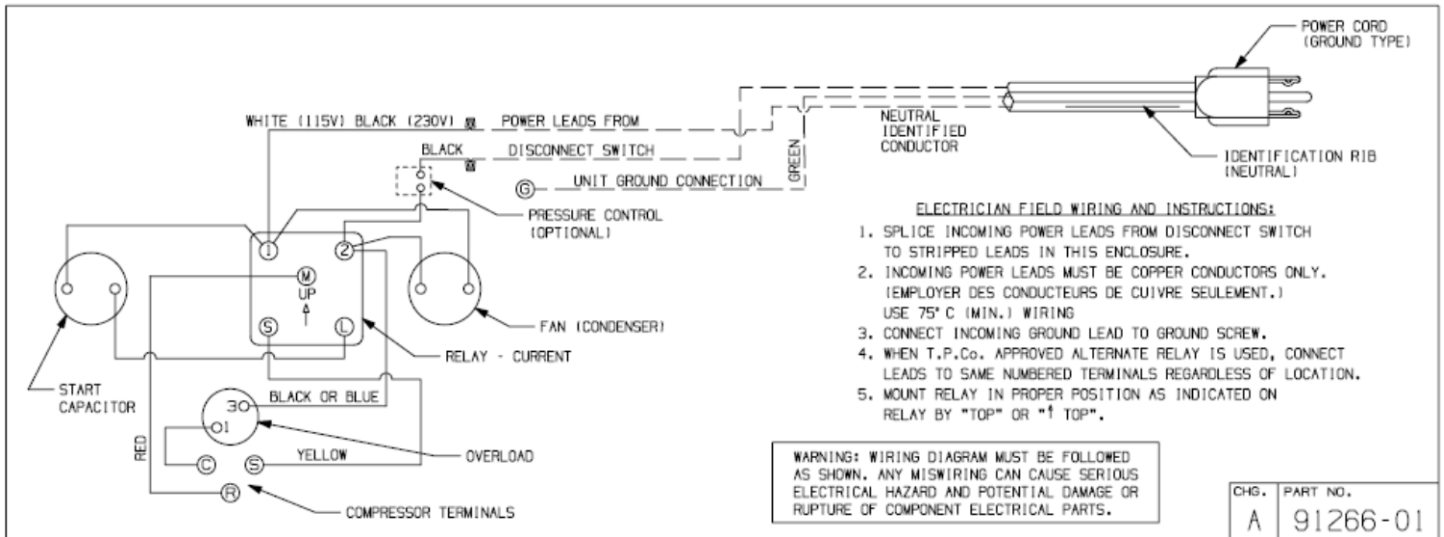 POWER CORD
(GROUND TYPE)
WHITE (115V) BLACK (230V)
POWER LEADS FROM
NEUTRAL
IDENTIFIED
CONDUCTOR
BLACK
DISCONNECT SWITCH
GREEN
IDENTIFICATION RIB
(NEUTRAL)
G
UNIT GROUND CONNECTION
PRESSURE CONTROL
(OPTIONAL)
1
2
M
UP
S
L
FAN (CONDENSER)
RELAY - CURRENT
START
CAPACITOR
BLACK OR BLUE
3
1
RED
YELLOW
OVERLOAD
C
S
R
COMPRESSOR TERMINALS
ELECTRICIAN FIELD WIRING AND INSTRUCTIONS:
1. SPLICE INCOMING POWER LEADS FROM DISCONNECT SWITCH
TO STRIPPED LEADS IN THIS ENCLOSURE.
2. INCOMING POWER LEADS MUST BE COPPER CONDUCTORS ONLY.
(EMPLOYER DES CONDUCTEURS DE CUIVRE SEULEMENT.)
USE 75° C (MIN.) WIRING
3. CONNECT INCOMING GROUND LEAD TO GROUND SCREW.
4. WHEN T.P.Co. APPROVED ALTERNATE RELAY IS USED, CONNECT
LEADS TO SAME NUMBERED TERMINALS REGARDLESS OF LOCATION.
5. MOUNT RELAY IN PROPER POSITION AS INDICATED ON
RELAY BY "TOP" OR "↑ TOP".
WARNING: WIRING DIAGRAM MUST BE FOLLOWED
AS SHOWN. ANY MISWIRING CAN CAUSE SERIOUS
ELECTRICAL HAZARD AND POTENTIAL DAMAGE OR
RUPTURE OF COMPONENT ELECTRICAL PARTS.
CHG.
A
PART NO.
91266-01